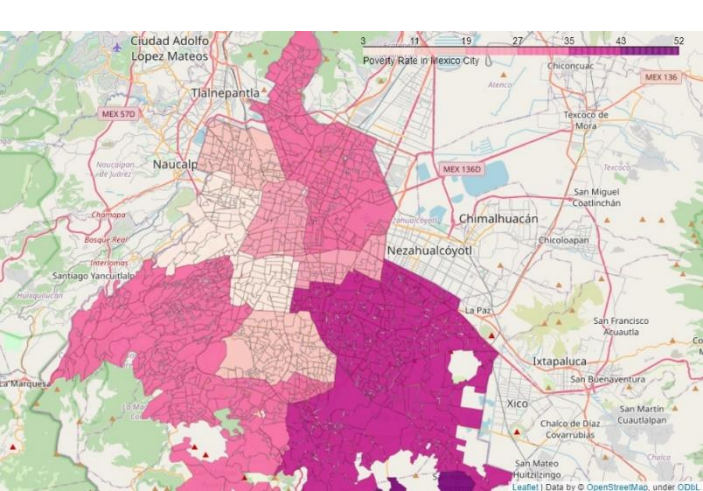 Ciudad Adolfo
Lopez Mateos
3 11 19 27 35 43 52
Poverty Rate in Mexico City
Chiconcuac
MEX 136
Atenco
Tlalnepantla
MEX 57D
Texcoco de
Mora
Naucalpan
de Juárez
Naucalp
MEX 136D
Texcoco
San Miguel
Coatlinchán
Chamapa
Chimalhuacán
Bosque Real
Chicoloapan
Nezahualcóyotl
Interlomas
Santiago Yancuitlalp
Huixquilucan
La Paz
San Francisco
Acuautla
Ixtapaluca
La Marquesa
San Buenaventura
Xico
San Martín
Cuautlalpan
Chalco de Díaz
Covarrubias
Chalco
San Mateo
Huitzilzingo
Leaflet | Data by © OpenStreetMap, under ODbL.